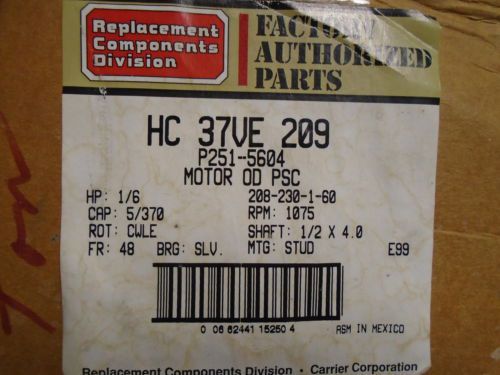 Replacement
Components
Division
FACTORY
AUTHORIZED
PARTS
HC 37VE 209
P251-5604
MOTOR OD PSC
HP: 1/6 208-230-1-60
CAP: 5/370 RPM: 1075
ROT: CWLE SHAFT: 1/2 X 4.0
FR: 48 BRG: SLV. MTG: STUD E99
0 06 82441 15250 4
ASM IN MEXICO
Replacement Components Division • Carrier Corporation
Ton